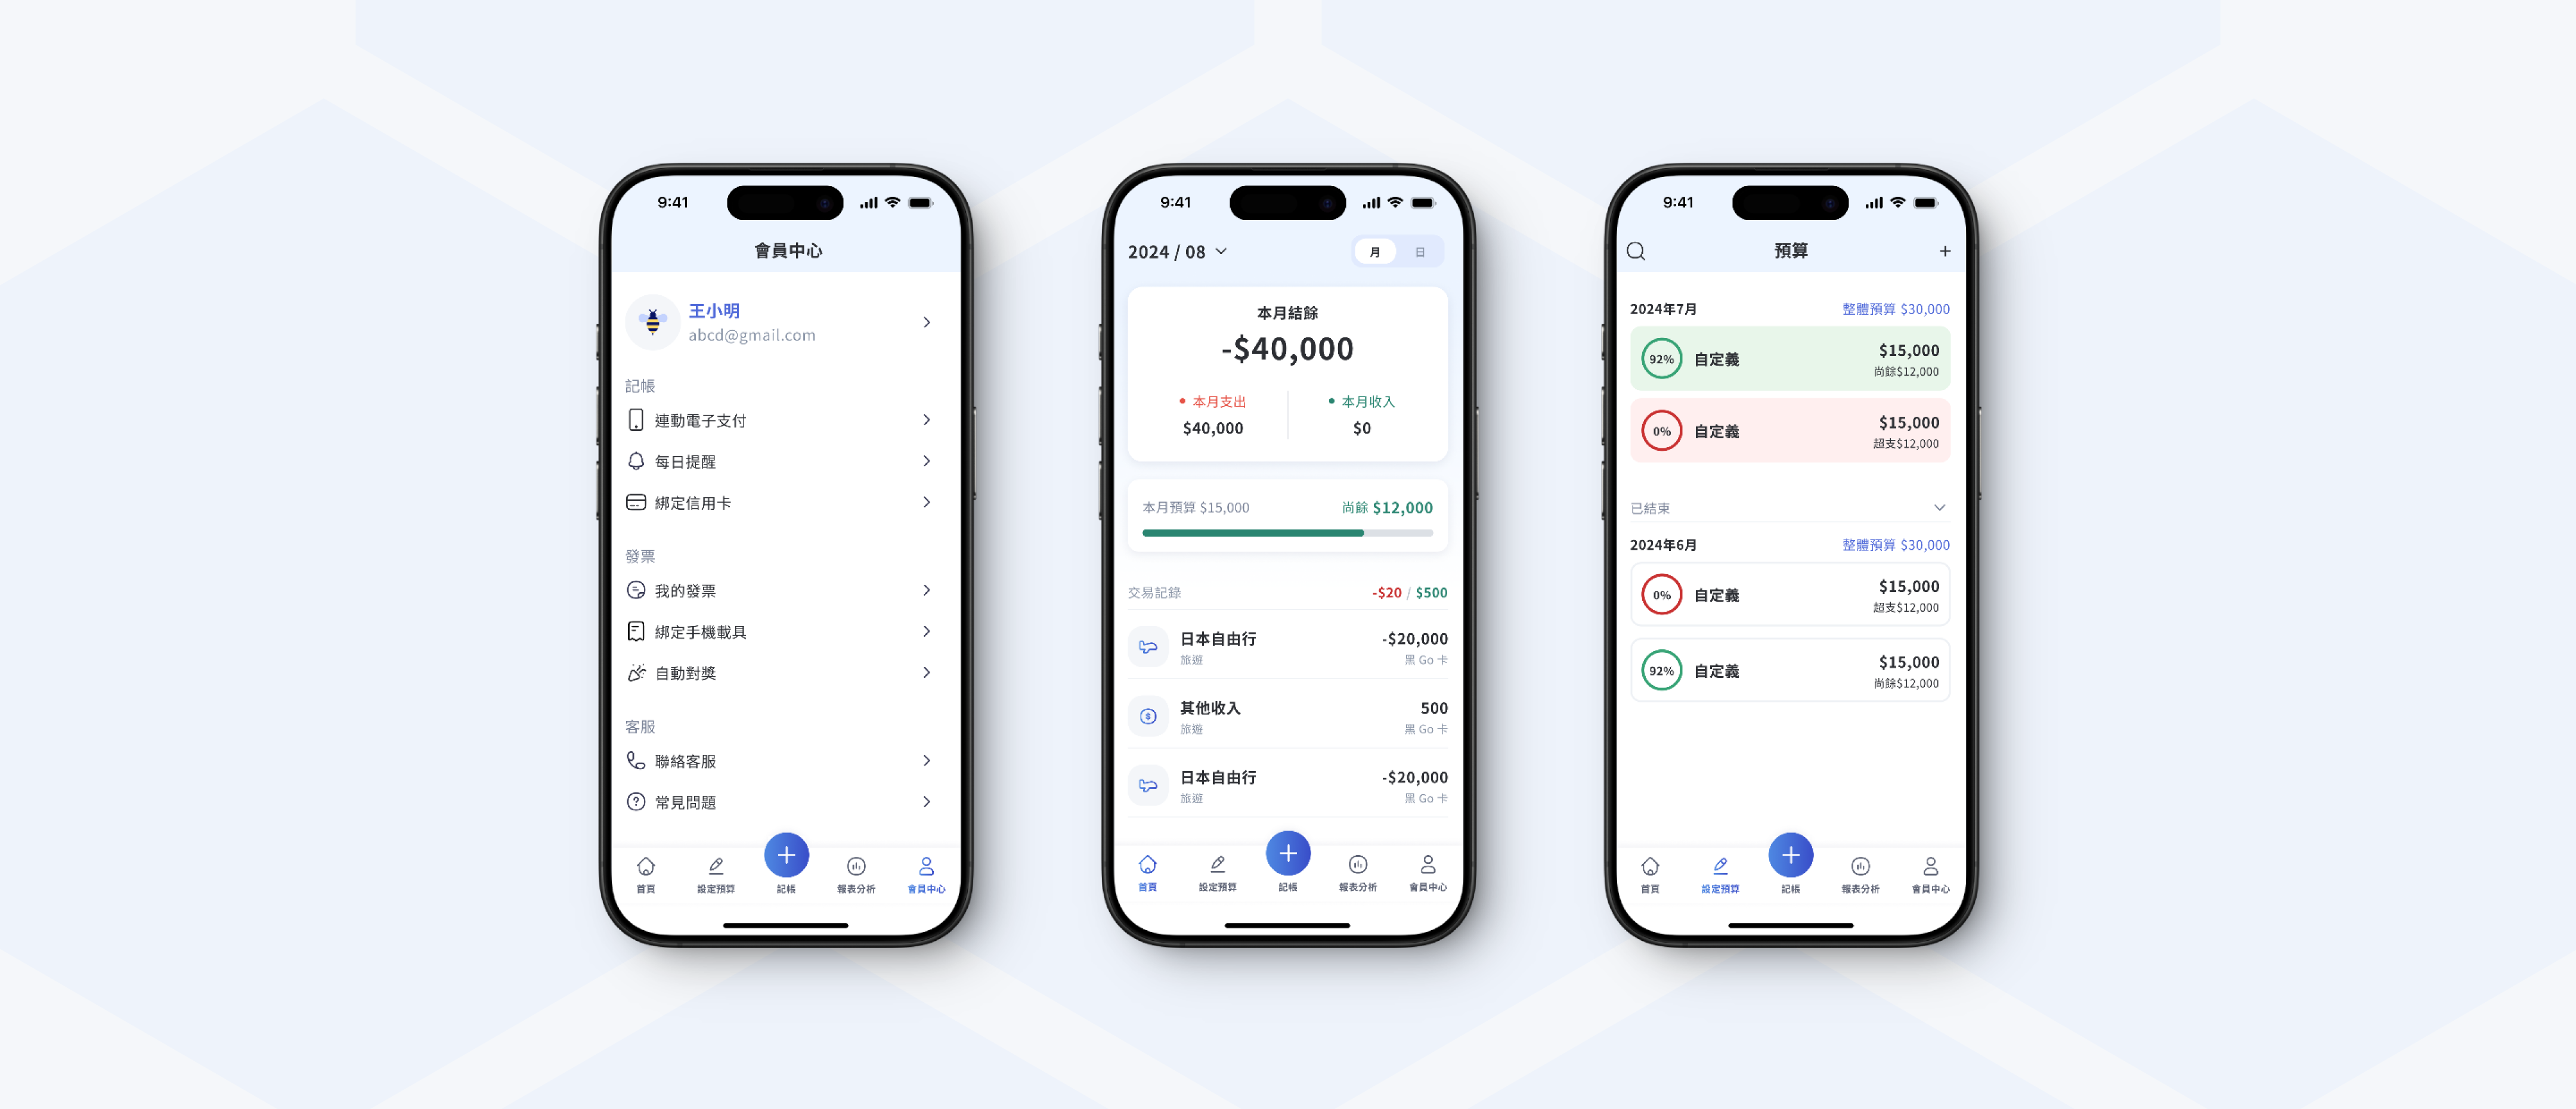 9:41
會員中心
王小明
abcd@gmail.com
記帳
連動電子支付
每日提醒
綁定信用卡
發票
我的發票
綁定手機載具
自動對獎
客服
聯絡客服
常見問題
首頁 設定預算 記帳 報表分析 會員中心
9:41
2024 / 08 月 日
本月結餘
-$40,000
本月支出 本月收入
$40,000 $0
本月預算 $15,000 尚餘 $12,000
交易記錄 -$20 / $500
日本自由行 -$20,000
旅遊 黑 Go 卡
其他收入 500
旅遊 黑 Go 卡
日本自由行 -$20,000
旅遊 黑 Go 卡
首頁 設定預算 記帳 報表分析 會員中心
9:41
預算
2024年7月 整體預算 $30,000
92% 自定義 $15,000
尚餘$12,000
0% 自定義 $15,000
超支$12,000
已結束
2024年6月 整體預算 $30,000
0% 自定義 $15,000
超支$12,000
92% 自定義 $15,000
尚餘$12,000
首頁 設定預算 記帳 報表分析 會員中心